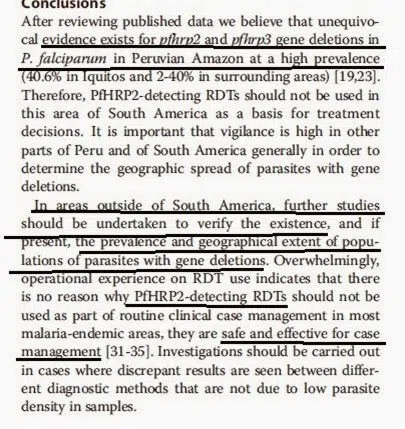 Conclusions
After reviewing published data we believe that unequivo-
cal evidence exists for pfhrp2 and pfhrp3 gene deletions in
P. falciparum in Peruvian Amazon at a high prevalence
(40.6% in Iquitos and 2-40% in surrounding areas) [19,23].
Therefore, PfHRP2-detecting RDTs should not be used in
this area of South America as a basis for treatment
decisions. It is important that vigilance is high in other
parts of Peru and of South America generally in order to
determine the geographic spread of parasites with gene
deletions.
In areas outside of South America, further studies
should be undertaken to verify the existence, and if
present, the prevalence and geographical extent of popu-
lations of parasites with gene deletions. Overwhelmingly,
operational experience on RDT use indicates that there
is no reason why PfHRP2-detecting RDTs should not be
used as part of routine clinical case management in most
malaria-endemic areas, they are safe and effective for case
management [31-35]. Investigations should be carried out
in cases where discrepant results are seen between differ-
ent diagnostic methods that are not due to low parasite
density in samples.